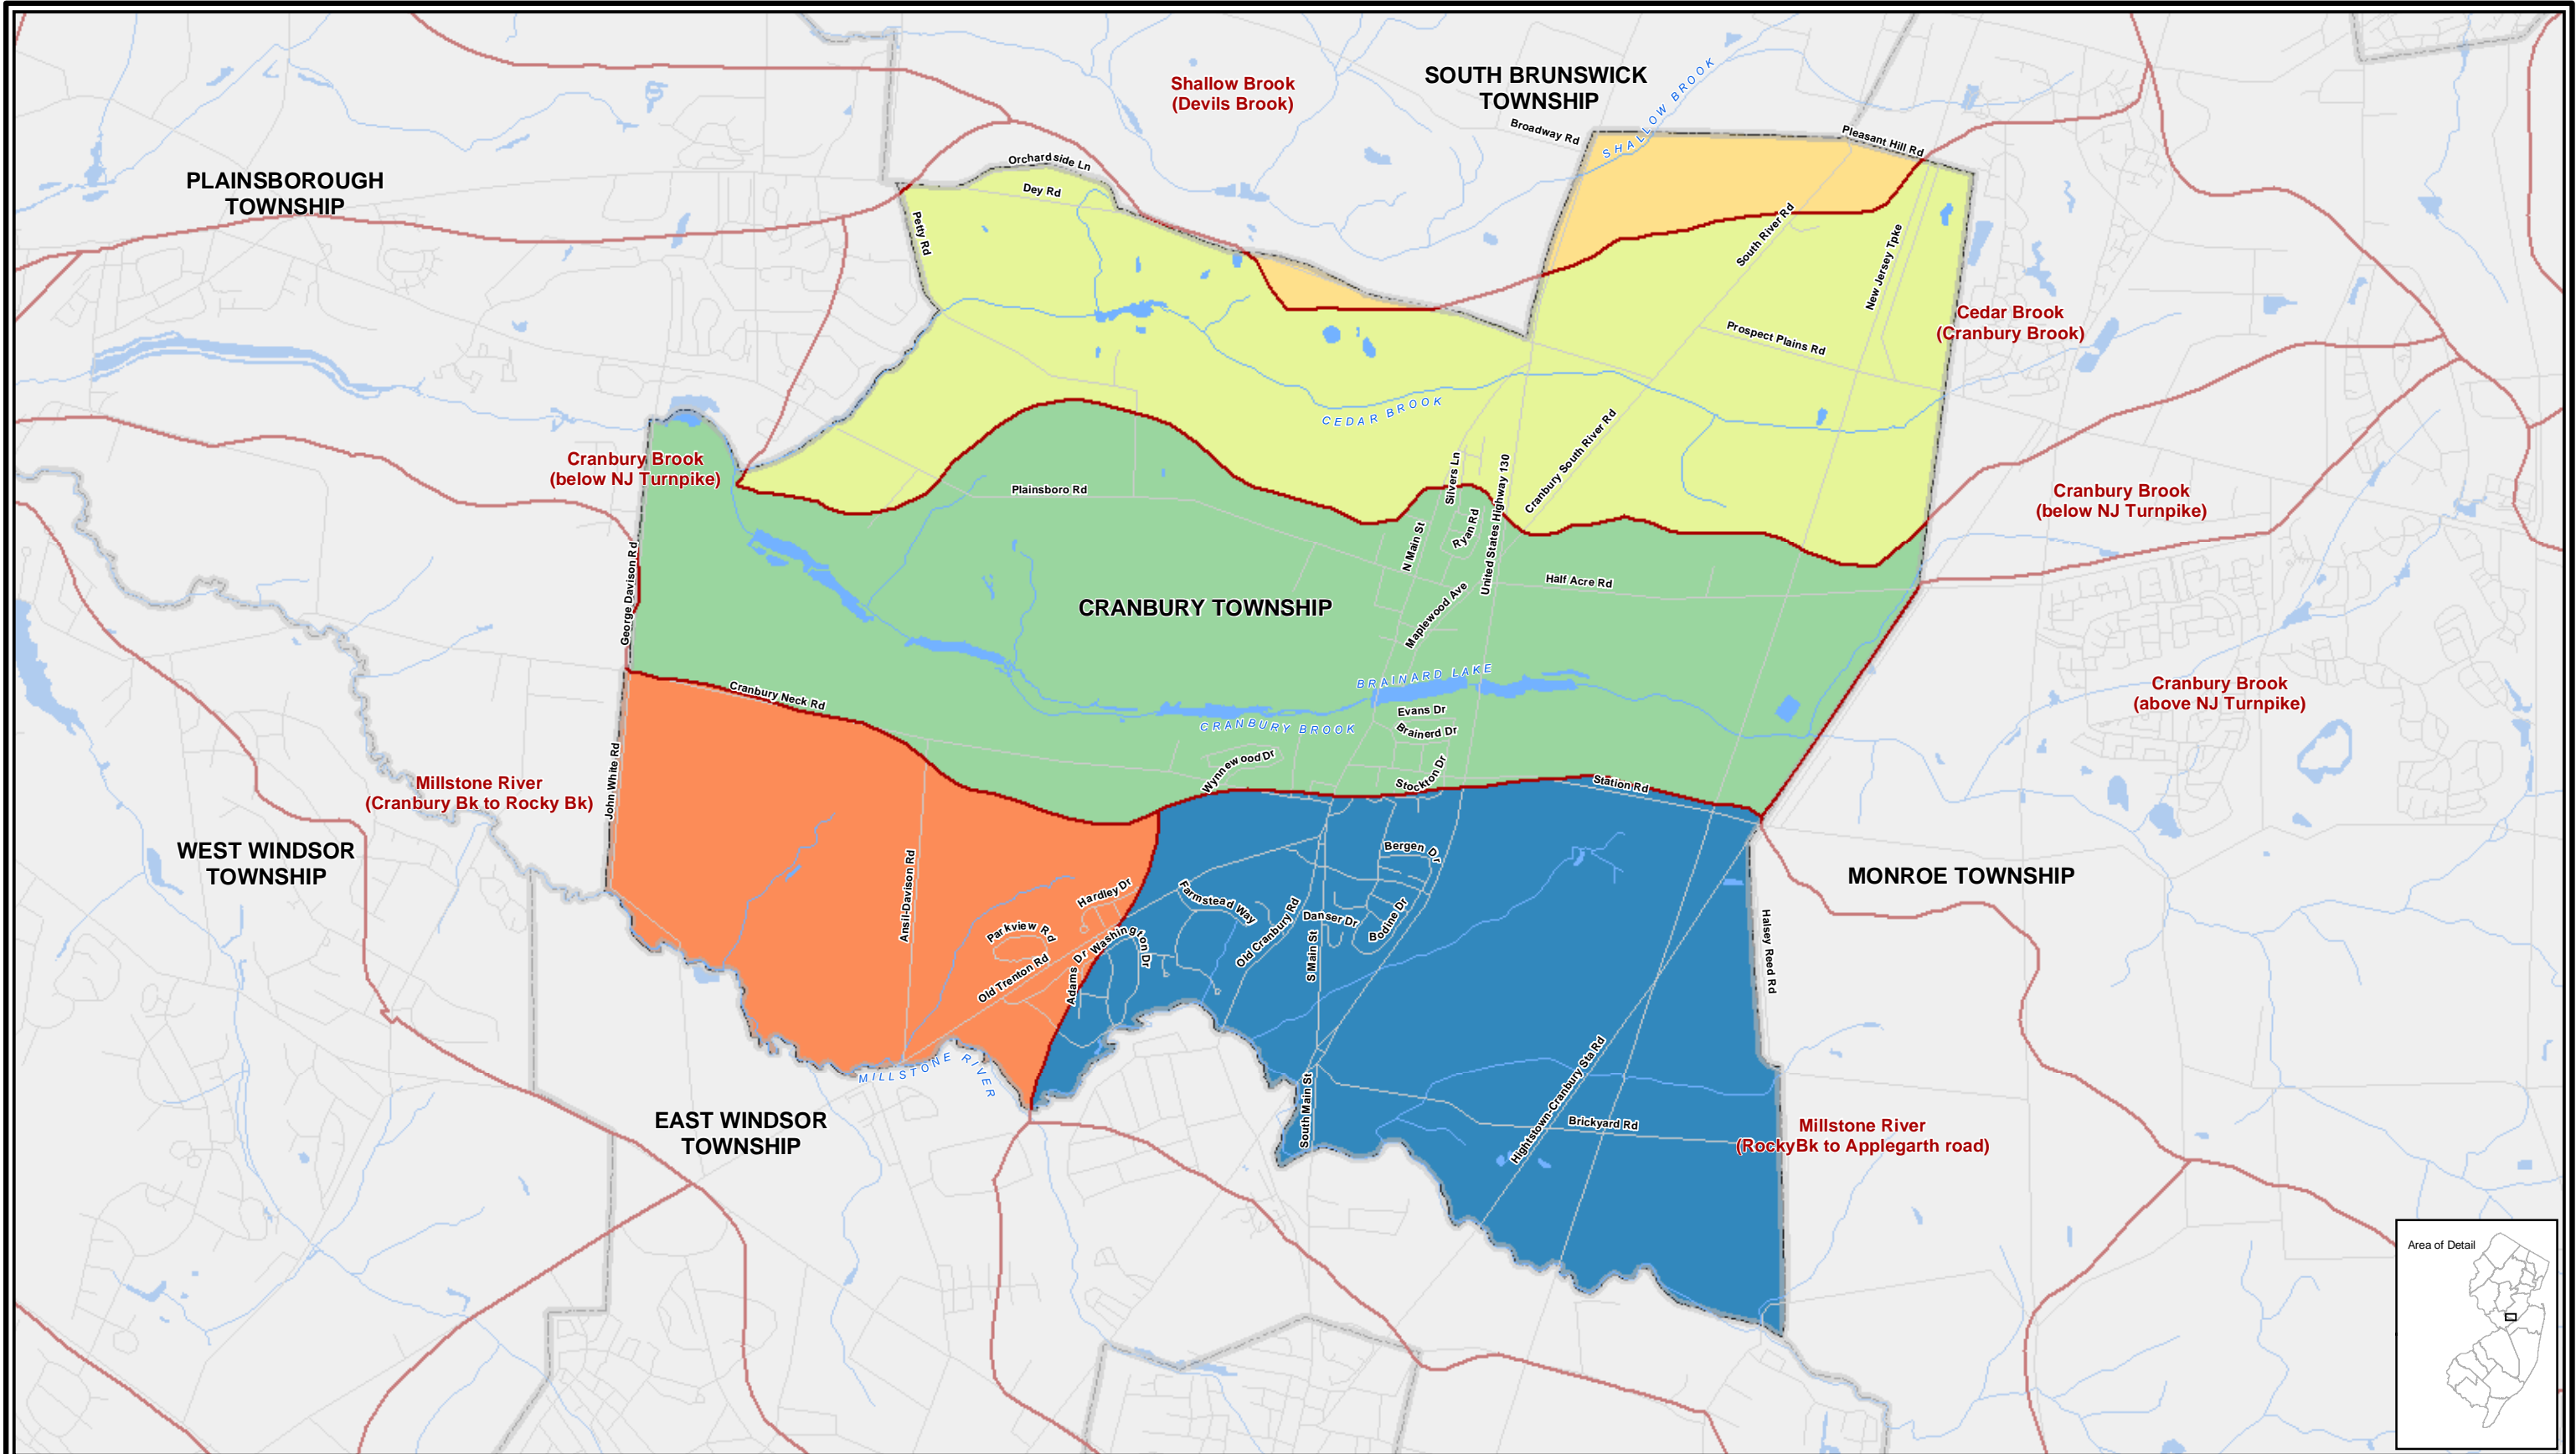 SOUTH BRUNSWICK
TOWNSHIP
Shallow Brook
(Devils Brook)
SHALLOW BROOK
Broadway Rd
Pleasant Hill Rd
Orchardside Ln
Dey Rd
PLAINSBOROUGH
TOWNSHIP
Petty Rd
South River Rd
New Jersey Tpke
Cedar Brook
(Cranbury Brook)
Prospect Plains Rd
CEDAR BROOK
Cranbury South River Rd
Cranbury Brook
(below NJ Turnpike)
Silvers Ln
Plainsboro Rd
United States Highway 130
Cranbury Brook
(below NJ Turnpike)
N Main St
Ryan Rd
George Davison Rd
Half Acre Rd
CRANBURY TOWNSHIP
Maplewood Ave
BRAINARD LAKE
Cranbury Neck Rd
Cranbury Brook
(above NJ Turnpike)
Evans Dr
CRANBURY BROOK
Brainerd Dr
Wynnewood Dr
Stockton Dr
Station Rd
John White Rd
Millstone River
(Cranbury Bk to Rocky Bk)
WEST WINDSOR
TOWNSHIP
Bergen Dr
MONROE TOWNSHIP
Ansil-Davison Rd
Hardley Dr
Farmstead Way
Danser Dr
Bodine Dr
Old Cranbury Rd
Parkview Rd
Washington Dr
Old Trenton Rd
Adams Dr
S Main St
Halsey Reed Rd
MILLSTONE RIVER
Hightstown-Cranbury Sta Rd
EAST WINDSOR
TOWNSHIP
South Main St
Brickyard Rd
Millstone River
(RockyBk to Applegarth road)
Area of Detail